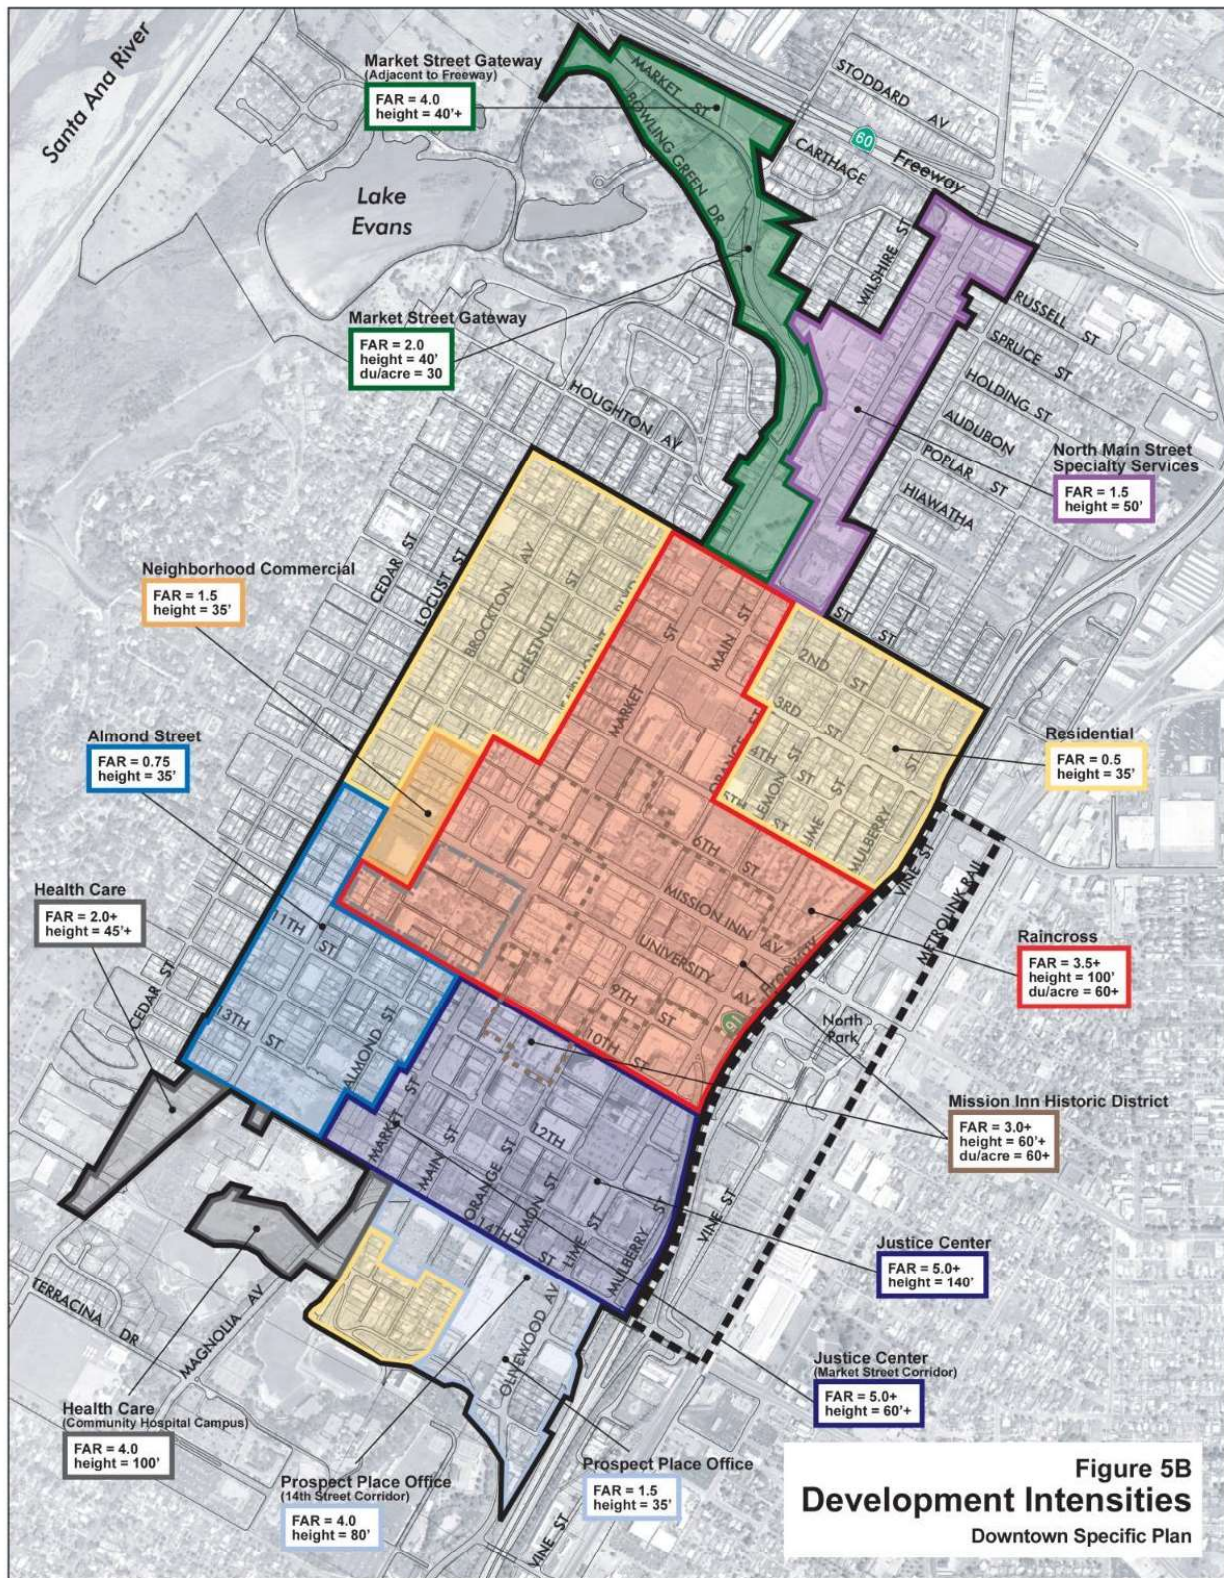 Santa Ana River
Market Street Gateway
(Adjacent to Freeway)
FAR = 4.0
height = 40'+
MARKET ST
BOWLING GREEN DR
STODDARD AV
60
Freeway
CARTHAGE
Lake
Evans
WILSHIRE ST
Market Street Gateway
FAR = 2.0
height = 40'
du/acre = 30
RUSSELL ST
SPRUCE ST
HOLDING ST
AUDUBON
POPLAR ST
HIAWATHA
HOUGHTON AV
North Main Street
Specialty Services
FAR = 1.5
height = 50'
CEDAR ST
LOCUST ST
BROCKTON AV
CHESTNUT ST
Neighborhood Commercial
FAR = 1.5
height = 35'
MARKET ST
MAIN ST
ST
ST
2ND ST
3RD ST
4TH ST
5TH
ORANGE ST
LEMON ST
LIME ST
MULBERRY ST
Residential
FAR = 0.5
height = 35'
Almond Street
FAR = 0.75
height = 35'
6TH ST
MISSION INN AV
UNIVERSITY AV
Freeway
91
9TH ST
10TH ST
VINE ST
METROLINK RAIL
Raincross
FAR = 3.5+
height = 100'
du/acre = 60+
Health Care
FAR = 2.0+
height = 45'+
11TH ST
13TH ST
ALMOND ST
CEDAR ST
North
Park
Mission Inn Historic District
FAR = 3.0+
height = 60'+
du/acre = 60+
MARKET ST
MAIN ST
ORANGE ST
LEMON ST
LIME ST
MULBERRY ST
12TH
14TH ST
VINE ST
Justice Center
FAR = 5.0+
height = 140'
TERRACINA DR
MAGNOLIA AV
OLIVEWOOD AV
Justice Center
(Market Street Corridor)
FAR = 5.0+
height = 60'+
Health Care
(Community Hospital Campus)
FAR = 4.0
height = 100'
Prospect Place Office
(14th Street Corridor)
FAR = 4.0
height = 80'
Prospect Place Office
FAR = 1.5
height = 35'
VINE ST
Figure 5B
Development Intensities
Downtown Specific Plan